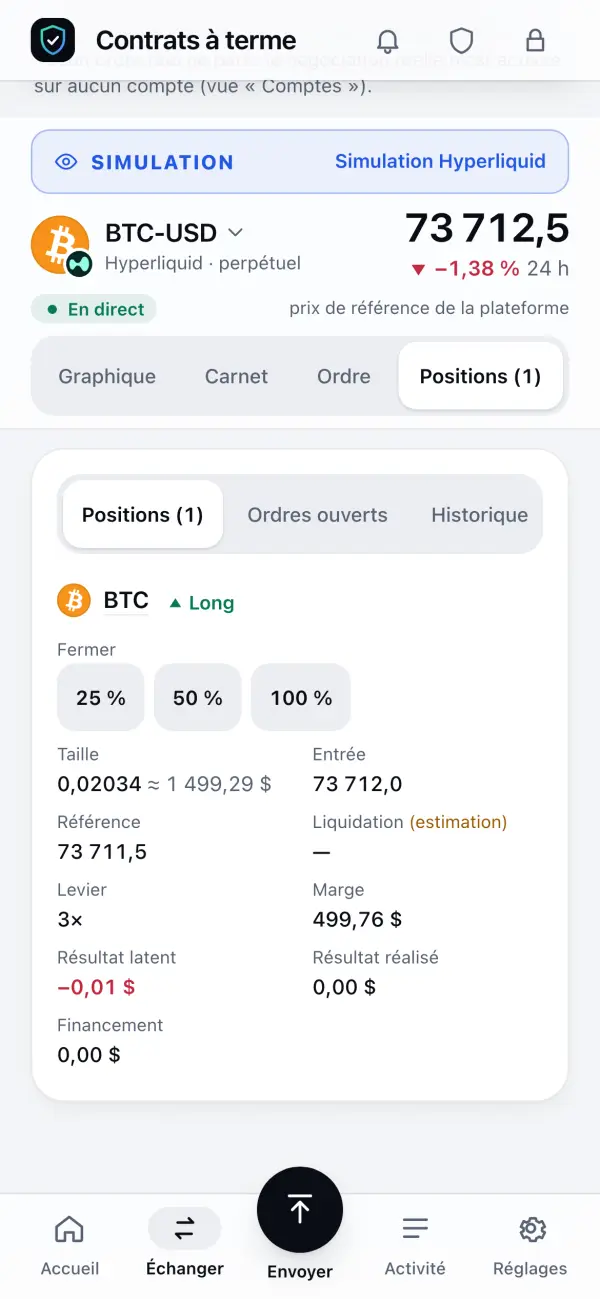 Contrats à terme
sur aucun compte (vue « Comptes »).
SIMULATION
Simulation Hyperliquid
BTC-USD
73 712,5
Hyperliquid · perpétuel
▼ −1,38 % 24 h
En direct
prix de référence de la plateforme
Graphique
Carnet
Ordre
Positions (1)
Positions (1)
Ordres ouverts
Historique
BTC
▲ Long
Fermer
25 %
50 %
100 %
Taille
Entrée
0,02034 ≈ 1 499,29 $
73 712,0
Référence
Liquidation (estimation)
73 711,5
—
Levier
Marge
3×
499,76 $
Résultat latent
Résultat réalisé
−0,01 $
0,00 $
Financement
0,00 $
Accueil
Échanger
Envoyer
Activité
Réglages